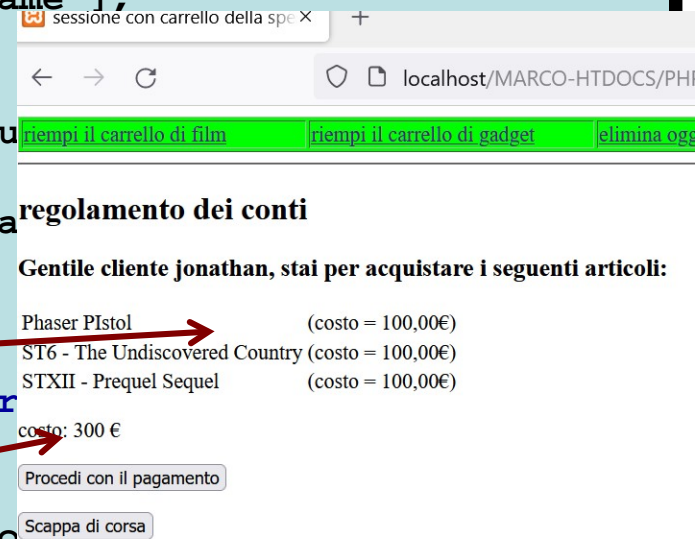 ame ],
sessione con carrello della spe
localhost/MARCO-HTDOCS/PHP
u
riempi il carrello di film riempi il carrello di gadget elimina ogg
a
regolamento dei conti
Gentile cliente jonathan, stai per acquistare i seguenti articoli:
Phaser PIstol (costo = 100,00€)
ST6 - The Undiscovered Country (costo = 100,00€)
STXII - Prequel Sequel (costo = 100,00€)
r
costo: 300 €
Procedi con il pagamento
Scappa di corsa